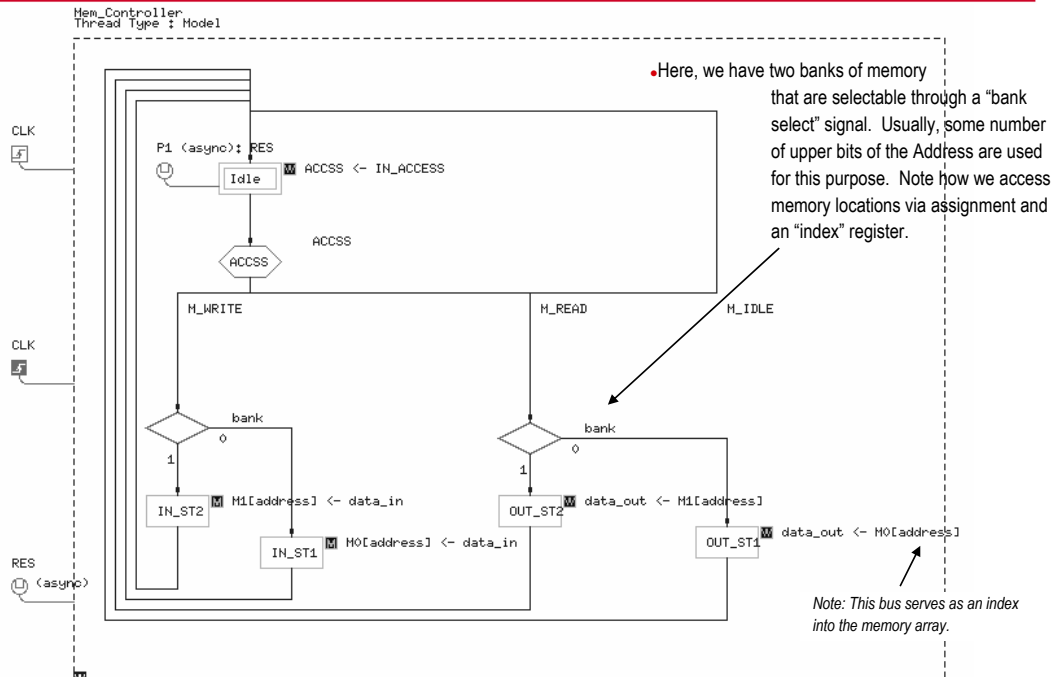 Mem_Controller
Thread Type : Model
•Here, we have two banks of memory
that are selectable through a “bank
select” signal. Usually, some number
of upper bits of the Address are used
for this purpose. Note how we access
memory locations via assignment and
an “index” register.
CLK
P1 (async): RES
Idle
ACCSS <- IN_ACCESS
ACCSS
ACCSS
M_WRITE
M_READ
M_IDLE
CLK
bank
0
1
bank
0
1
IN_ST2
M1[address] <- data_in
OUT_ST2
data_out <- M1[address]
IN_ST1
M0[address] <- data_in
OUT_ST1
data_out <- M0[address]
RES
(async)
Note: This bus serves as an index
into the memory array.